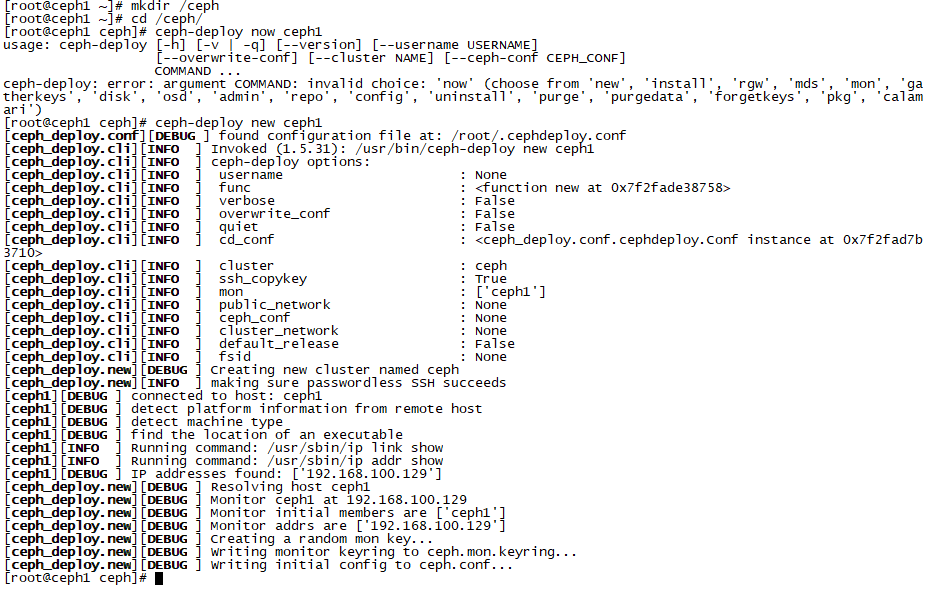 [root@ceph1 ~]# mkdir /ceph
[root@ceph1 ~]# cd /ceph/
[root@ceph1 ceph]# ceph-deploy now ceph1
usage: ceph-deploy [-h] [-v | -q] [--version] [--username USERNAME]
                   [--overwrite-conf] [--cluster NAME] [--ceph-conf CEPH_CONF]
                   COMMAND ...
ceph-deploy: error: argument COMMAND: invalid choice: 'now' (choose from 'new', 'install', 'rgw', 'mds', 'mon', 'ga
therkeys', 'disk', 'osd', 'admin', 'repo', 'config', 'uninstall', 'purge', 'purgedata', 'forgetkeys', 'pkg', 'calam
ari')
[root@ceph1 ceph]# ceph-deploy new ceph1
[ceph_deploy.conf][DEBUG ] found configuration file at: /root/.cephdeploy.conf
[ceph_deploy.cli][INFO  ] Invoked (1.5.31): /usr/bin/ceph-deploy new ceph1
[ceph_deploy.cli][INFO  ] ceph-deploy options:
[ceph_deploy.cli][INFO  ]  username                      : None
[ceph_deploy.cli][INFO  ]  func                          : <function new at 0x7f2fade38758>
[ceph_deploy.cli][INFO  ]  verbose                       : False
[ceph_deploy.cli][INFO  ]  overwrite_conf                : False
[ceph_deploy.cli][INFO  ]  quiet                         : False
[ceph_deploy.cli][INFO  ]  cd_conf                       : <ceph_deploy.conf.cephdeploy.Conf instance at 0x7f2fad7b
3710>
[ceph_deploy.cli][INFO  ]  cluster                       : ceph
[ceph_deploy.cli][INFO  ]  ssh_copykey                   : True
[ceph_deploy.cli][INFO  ]  mon                           : ['ceph1']
[ceph_deploy.cli][INFO  ]  public_network                : None
[ceph_deploy.cli][INFO  ]  ceph_conf                     : None
[ceph_deploy.cli][INFO  ]  cluster_network               : None
[ceph_deploy.cli][INFO  ]  default_release               : False
[ceph_deploy.cli][INFO  ]  fsid                          : None
[ceph_deploy.new][DEBUG ] Creating new cluster named ceph
[ceph_deploy.new][INFO  ] making sure passwordless SSH succeeds
[ceph1][DEBUG ] connected to host: ceph1
[ceph1][DEBUG ] detect platform information from remote host
[ceph1][DEBUG ] detect machine type
[ceph1][DEBUG ] find the location of an executable
[ceph1][INFO  ] Running command: /usr/sbin/ip link show
[ceph1][INFO  ] Running command: /usr/sbin/ip addr show
[ceph1][DEBUG ] IP addresses found: ['192.168.100.129']
[ceph_deploy.new][DEBUG ] Resolving host ceph1
[ceph_deploy.new][DEBUG ] Monitor ceph1 at 192.168.100.129
[ceph_deploy.new][DEBUG ] Monitor initial members are ['ceph1']
[ceph_deploy.new][DEBUG ] Monitor addrs are ['192.168.100.129']
[ceph_deploy.new][DEBUG ] Creating a random mon key...
[ceph_deploy.new][DEBUG ] Writing monitor keyring to ceph.mon.keyring...
[ceph_deploy.new][DEBUG ] Writing initial config to ceph.conf...
[root@ceph1 ceph]#